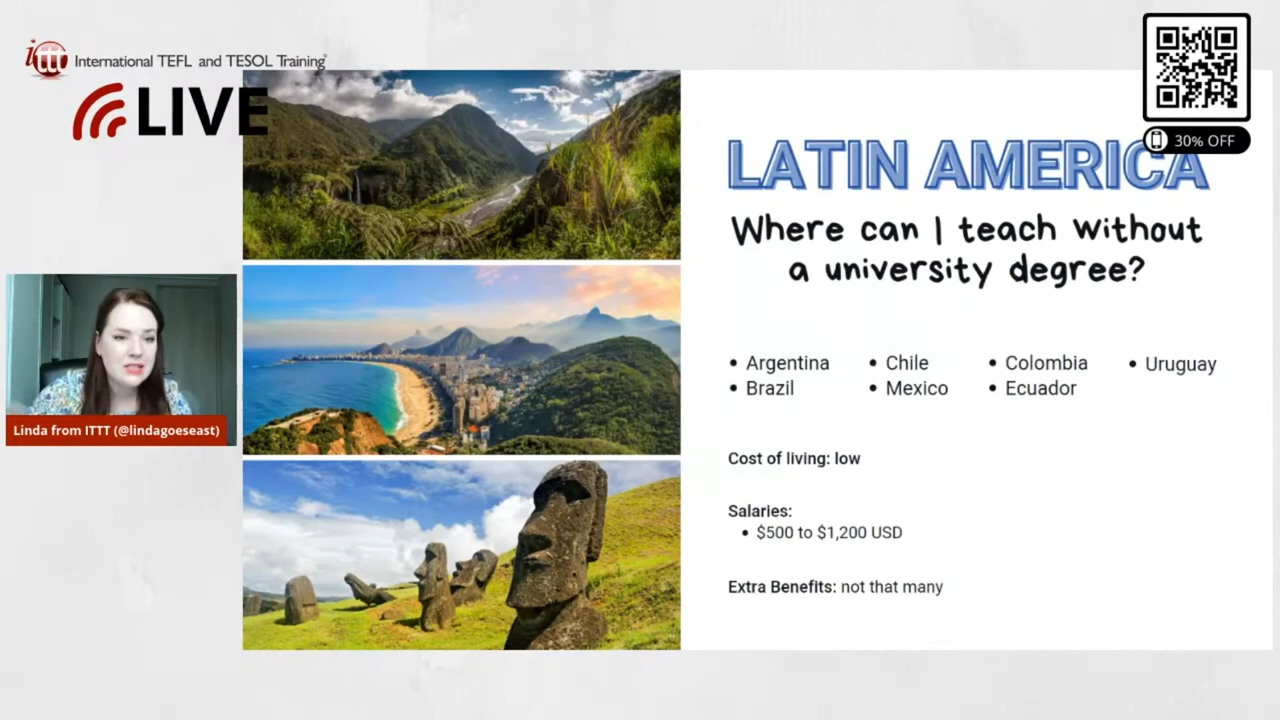 ittt International TEFL and TESOL Training
LIVE
30% OFF
LATIN AMERICA
Where can I teach without
a university degree?
• Argentina
• Brazil
• Chile
• Mexico
• Colombia
• Ecuador
• Uruguay
Cost of living: low
Salaries:
• $500 to $1,200 USD
Extra Benefits: not that many
Linda from ITTT (@lindagoeseast)